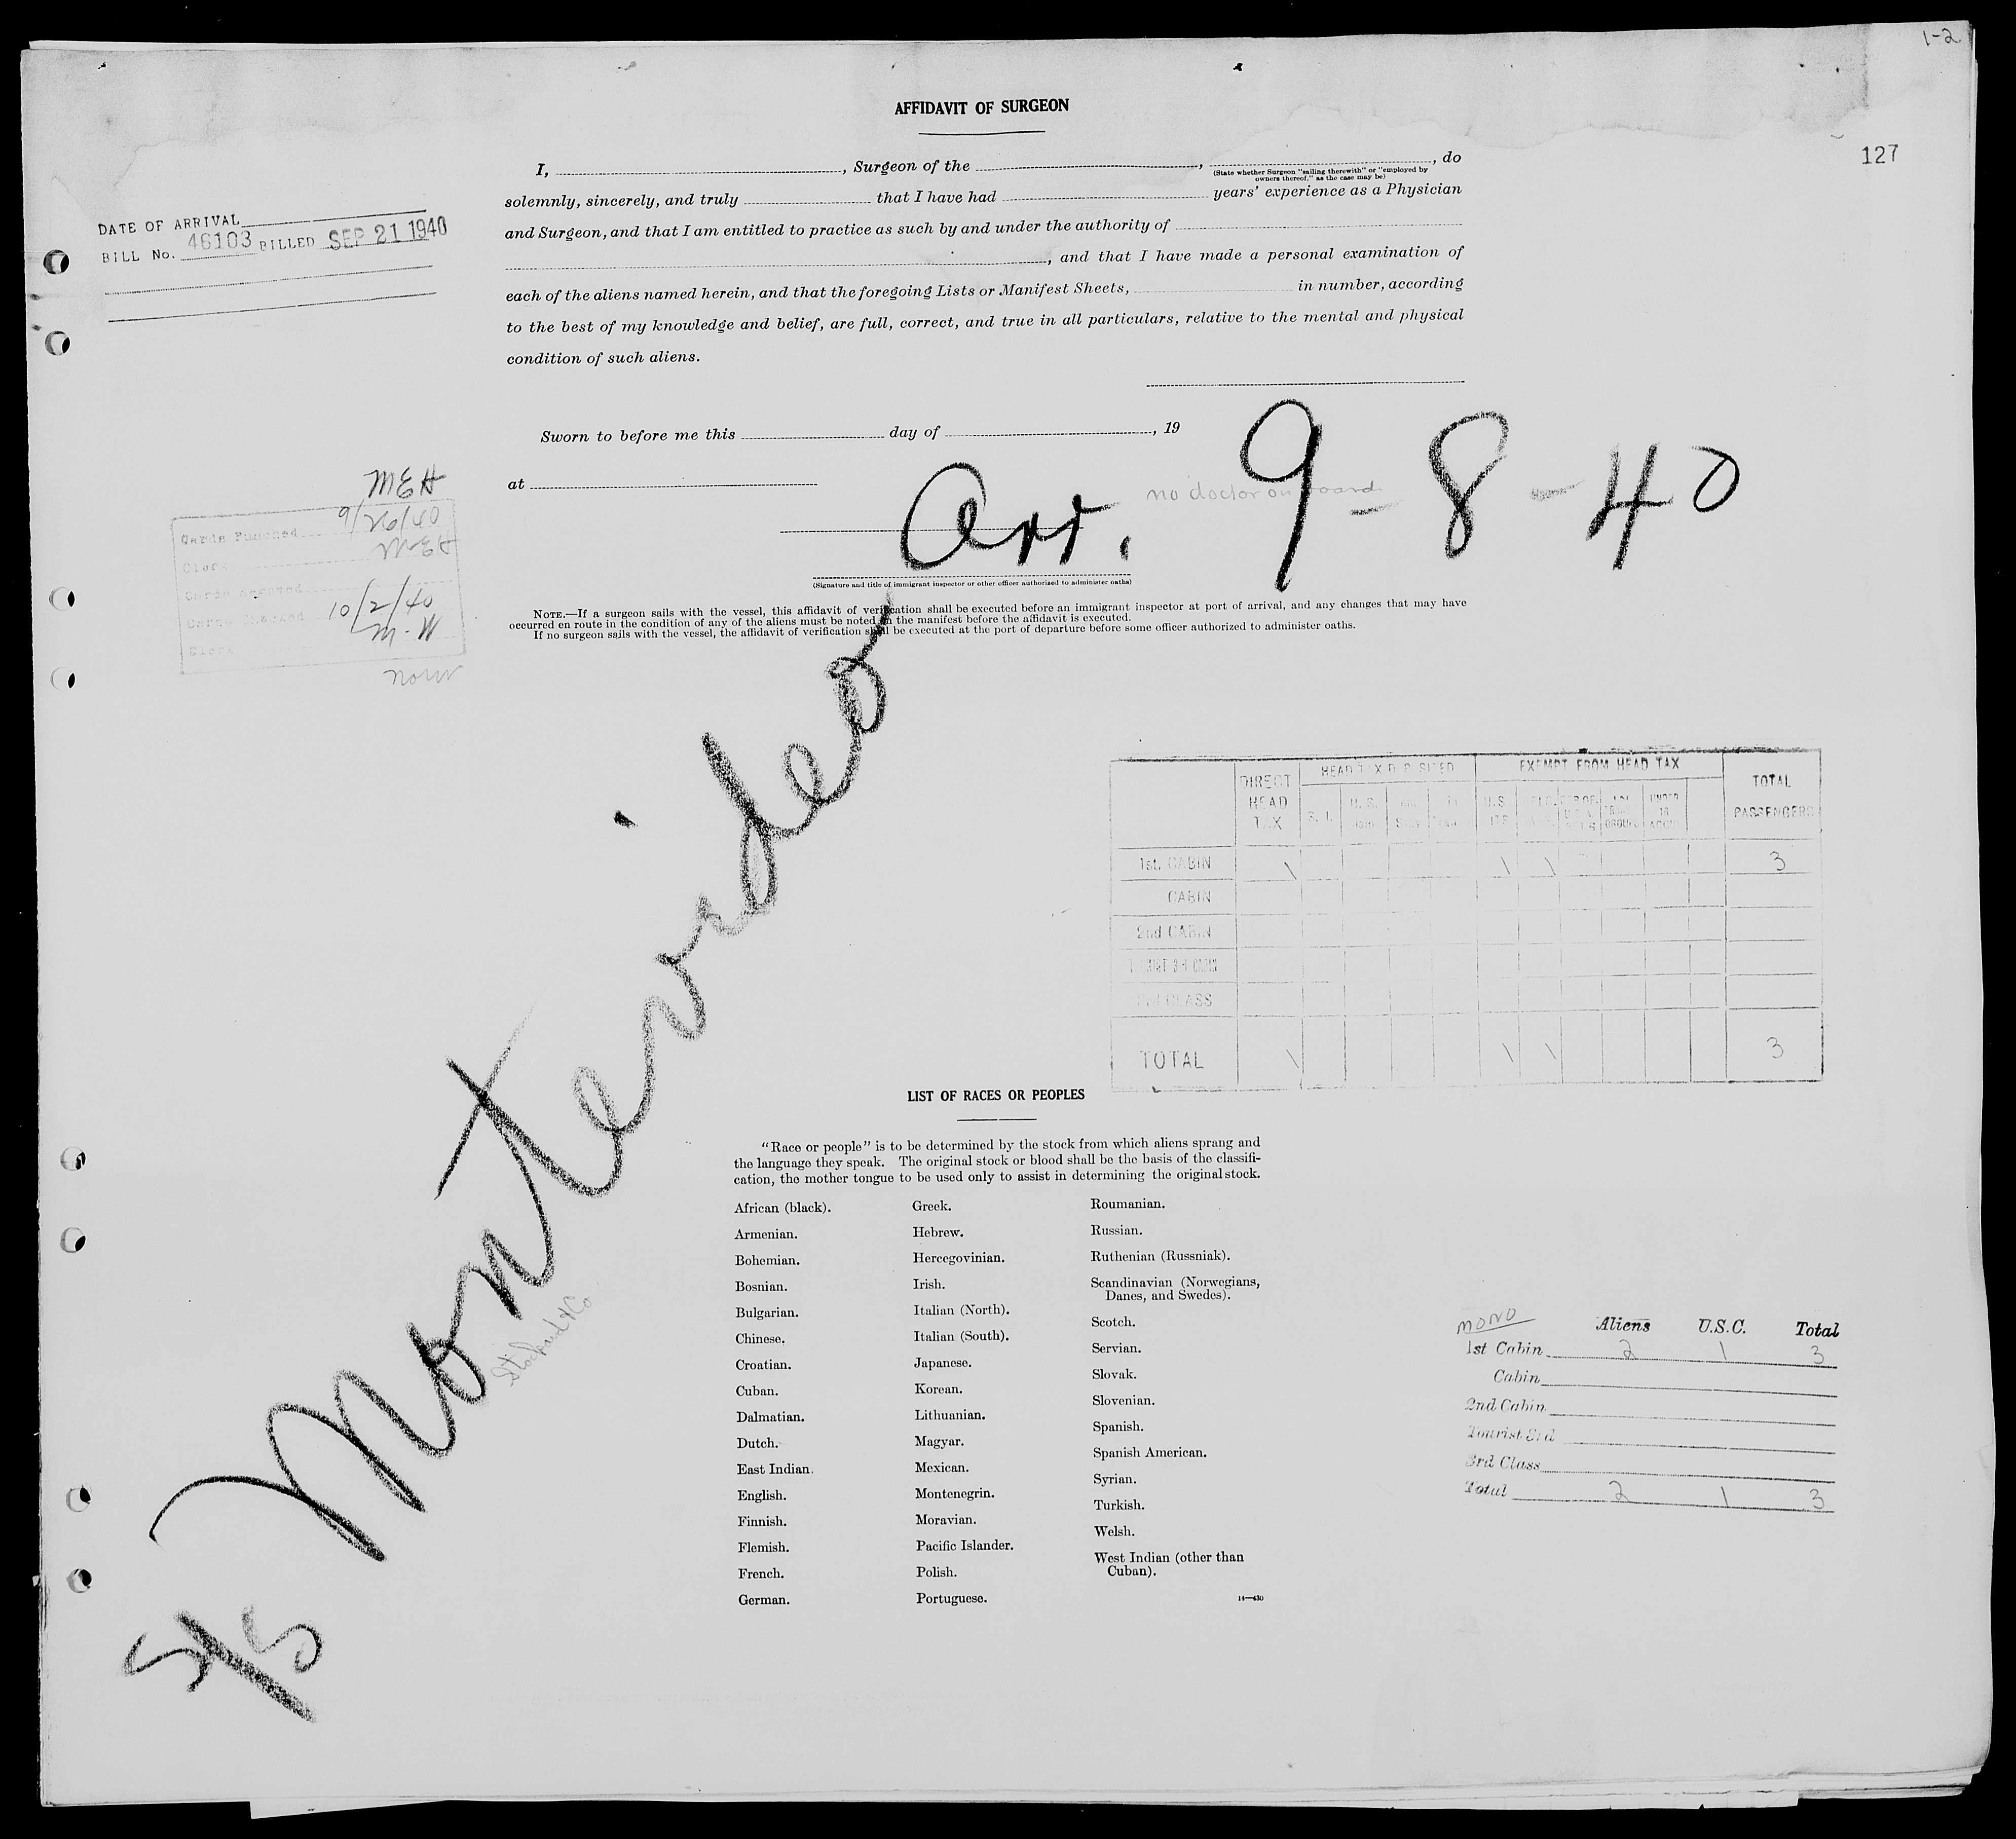 1-2
127
AFFIDAVIT OF SURGEON
I, , Surgeon of the , , do
(State whether Surgeon "sailing therewith" or "employed by
owners thereof," as the case may be)
solemnly, sincerely, and truly that I have had years' experience as a Physician
and Surgeon, and that I am entitled to practice as such by and under the authority of
, and that I have made a personal examination of
each of the aliens named herein, and that the foregoing Lists or Manifest Sheets, in number, according
to the best of my knowledge and belief, are full, correct, and true in all particulars, relative to the mental and physical
condition of such aliens.
DATE OF ARRIVAL
BILL No. 46103 BILLED SEP 21 1940
Sworn to before me this day of , 19
at
no doctor on board
Arr. 9-8-40
(Signature and title of immigrant inspector or other officer authorized to administer oaths)
NOTE.—If a surgeon sails with the vessel, this affidavit of verification shall be executed before an immigrant inspector at port of arrival, and any changes that may have
occurred en route in the condition of any of the aliens must be noted in the manifest before the affidavit is executed.
If no surgeon sails with the vessel, the affidavit of verification shall be executed at the port of departure before some officer authorized to administer oaths.
MEH
Cards Punched 9/26/40
Clerk MEH
Cards Checked 10/2/40
Clerk M.W
S/S Montevideo
Stockard & Co
DIRECT HEAD TAX
HEAD TAX DEPOSITED
EXEMPT FROM HEAD TAX
TOTAL PASSENGERS
1st. CABIN 1 1 1 3
CABIN
2nd CABIN
3rd CLASS
TOTAL 1 1 1 3
LIST OF RACES OR PEOPLES
"Race or people" is to be determined by the stock from which aliens sprang and
the language they speak. The original stock or blood shall be the basis of the classifi-
cation, the mother tongue to be used only to assist in determining the original stock.
African (black).
Armenian.
Bohemian.
Bosnian.
Bulgarian.
Chinese.
Croatian.
Cuban.
Dalmatian.
Dutch.
East Indian.
English.
Finnish.
Flemish.
French.
German.
Greek.
Hebrew.
Hercegovinian.
Irish.
Italian (North).
Italian (South).
Japanese.
Korean.
Lithuanian.
Magyar.
Mexican.
Montenegrin.
Moravian.
Pacific Islander.
Polish.
Portuguese.
Roumanian.
Russian.
Ruthenian (Russniak).
Scandinavian (Norwegians,
Danes, and Swedes).
Scotch.
Servian.
Slovak.
Slovenian.
Spanish.
Spanish American.
Syrian.
Turkish.
Welsh.
West Indian (other than
Cuban).
14—430
MONO Aliens U.S.C. Total
1st Cabin 2 1 3
Cabin
2nd Cabin
Tourist 3rd
3rd Class
Total 2 1 3